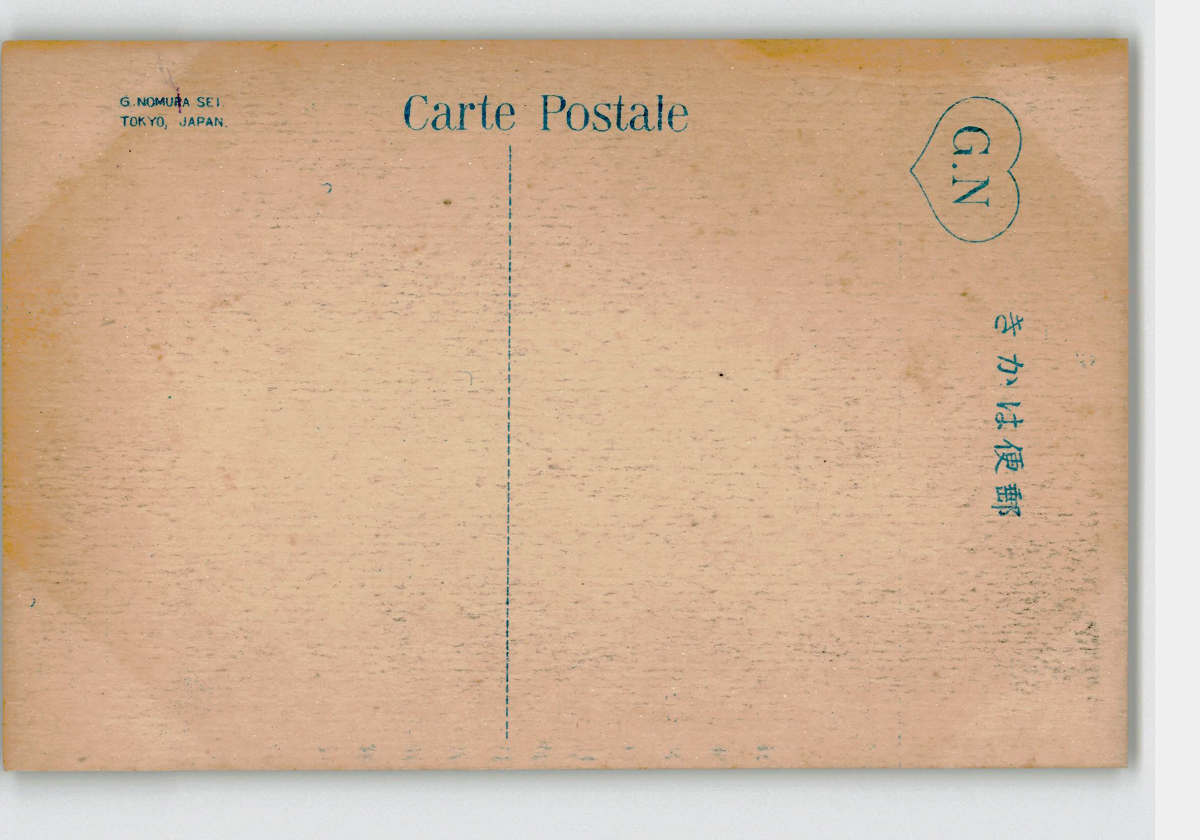 G.NOMURA SEI.
TOKYO, JAPAN.
Carte Postale
G.N
郵便はかき